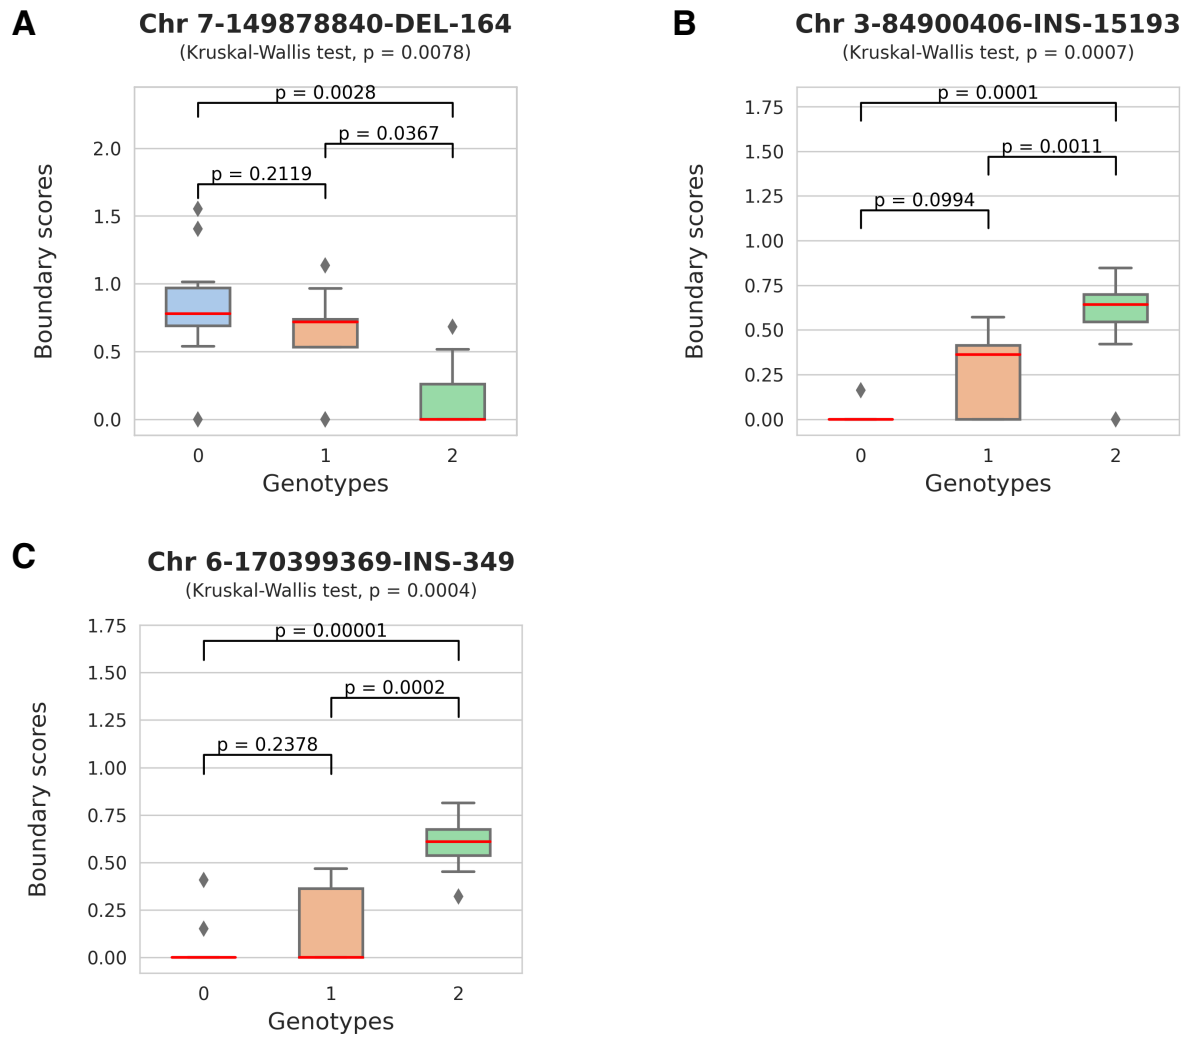 A
Chr 7-149878840-DEL-164
(Kruskal-Wallis test, p = 0.0078)
p = 0.0028
p = 0.0367
p = 0.2119
2.0
1.5
1.0
0.5
0.0
Boundary scores
0 1 2
Genotypes
B
Chr 3-84900406-INS-15193
(Kruskal-Wallis test, p = 0.0007)
p = 0.0001
p = 0.0011
p = 0.0994
1.75
1.50
1.25
1.00
0.75
0.50
0.25
0.00
Boundary scores
0 1 2
Genotypes
C
Chr 6-170399369-INS-349
(Kruskal-Wallis test, p = 0.0004)
p = 0.00001
p = 0.0002
p = 0.2378
1.75
1.50
1.25
1.00
0.75
0.50
0.25
0.00
Boundary scores
0 1 2
Genotypes